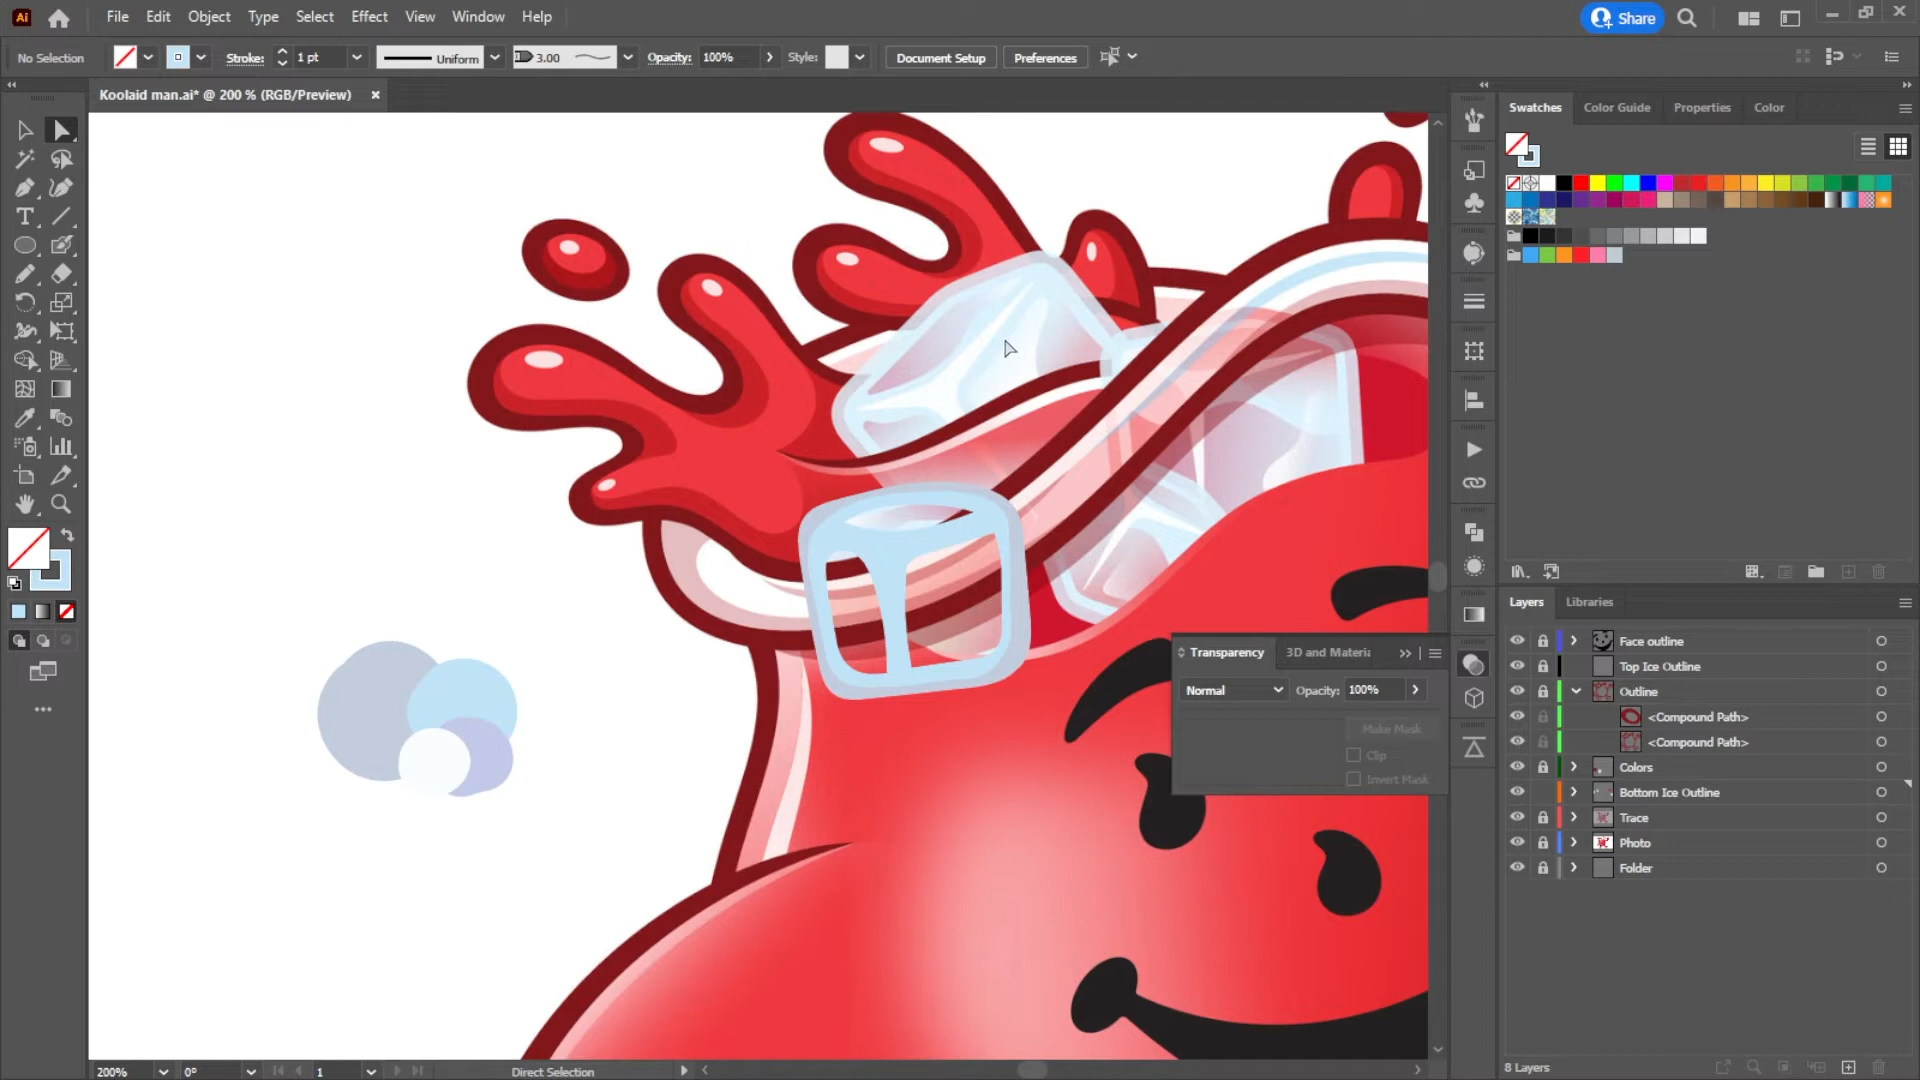 Ai File Edit Object Type Select Effect View Window Help Share
No Selection Stroke: 1 pt Uniform 3.00 Opacity: 100% Style: Document Setup Preferences
Koolaid man.ai* @ 200 % (RGB/Preview)
Swatches Color Guide Properties Color
Layers Libraries
Face outline
Top Ice Outline
Outline
<Compound Path>
<Compound Path>
Colors
Bottom Ice Outline
Trace
Photo
Folder
Transparency 3D and Materia
Normal Opacity: 100%
Make Mask
Clip
Invert Mask
200% 0° 1 Direct Selection
8 Layers